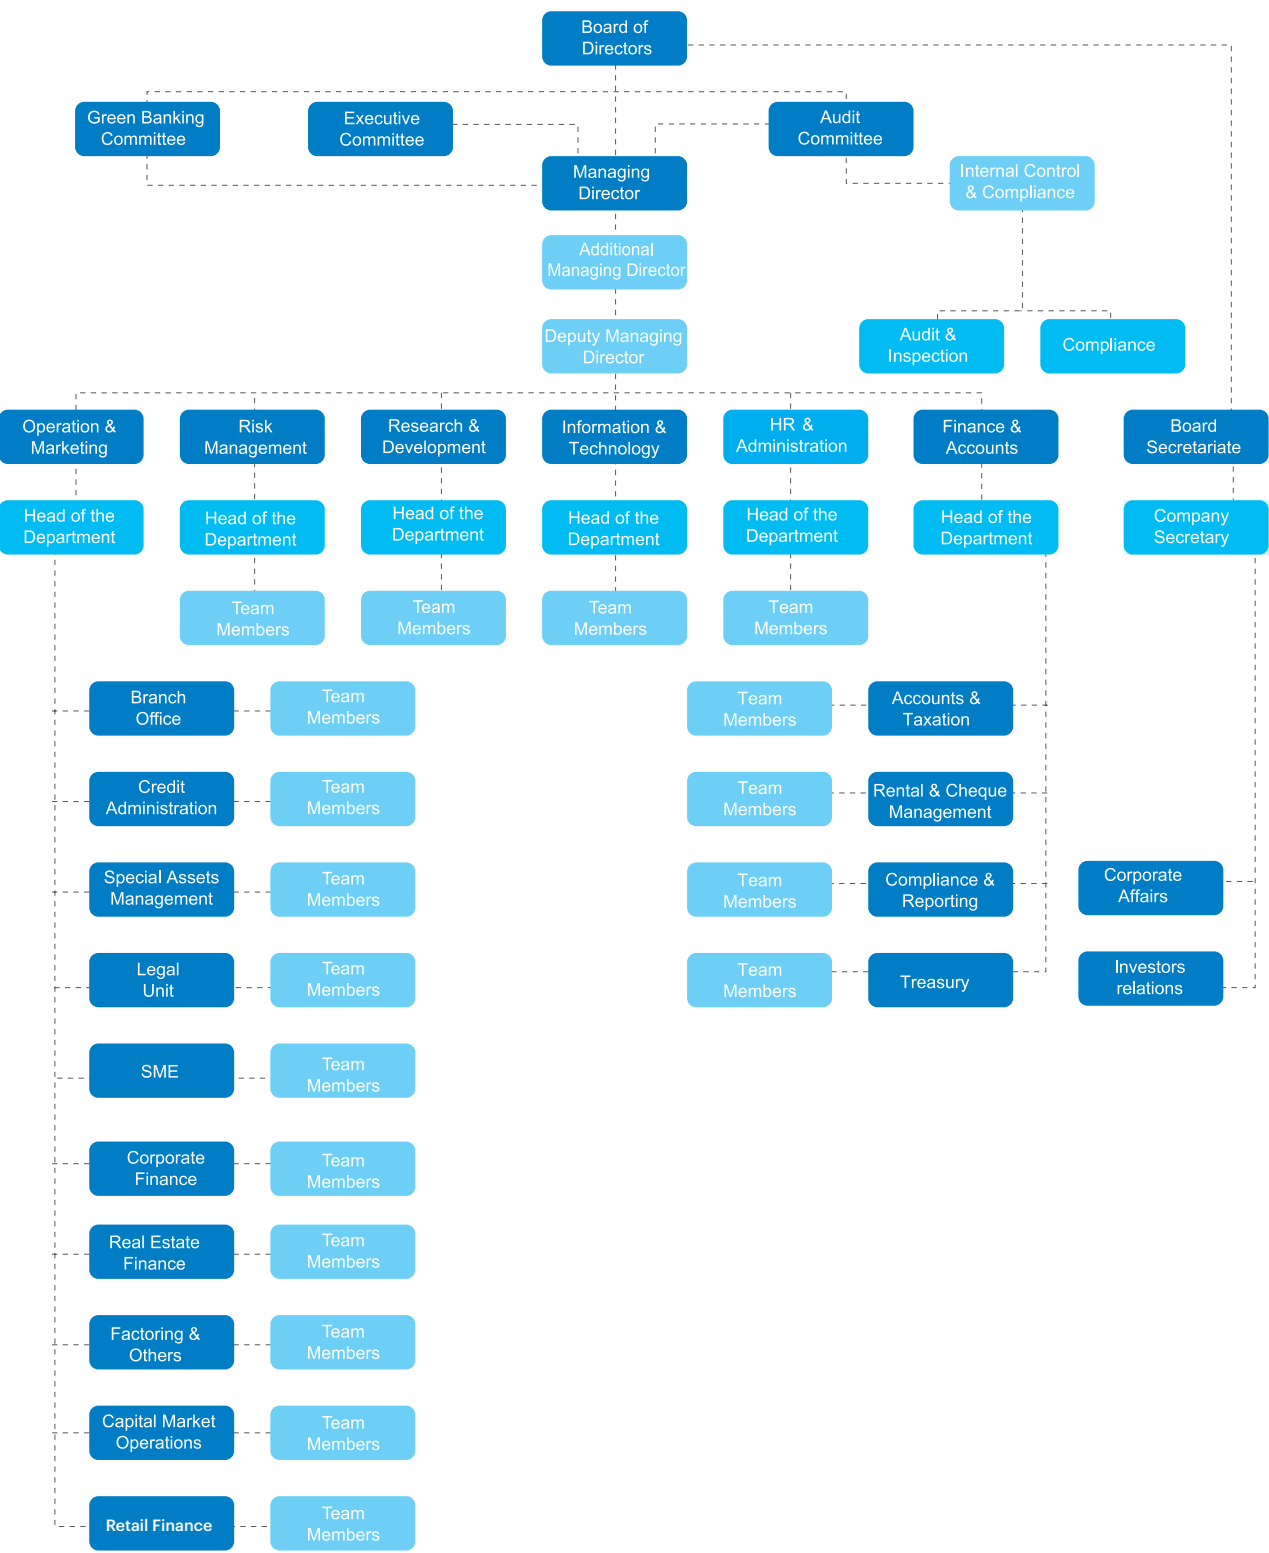 Board of
Directors
Green Banking
Committee
Executive
Committee
Audit
Committee
Managing
Director
Internal Control
& Compliance
Additional
Managing Director
Deputy Managing
Director
Audit &
Inspection
Compliance
Operation &
Marketing
Risk
Management
Research &
Development
Information &
Technology
HR &
Administration
Finance &
Accounts
Board
Secretariate
Head of the
Department
Head of the
Department
Head of the
Department
Head of the
Department
Head of the
Department
Head of the
Department
Company
Secretary
Team
Members
Team
Members
Team
Members
Team
Members
Branch
Office
Team
Members
Team
Members
Accounts &
Taxation
Credit
Administration
Team
Members
Team
Members
Rental & Cheque
Management
Special Assets
Management
Team
Members
Team
Members
Compliance &
Reporting
Corporate
Affairs
Legal
Unit
Team
Members
Team
Members
Treasury
Investors
relations
SME
Team
Members
Corporate
Finance
Team
Members
Real Estate
Finance
Team
Members
Factoring &
Others
Team
Members
Capital Market
Operations
Team
Members
Retail Finance
Team
Members